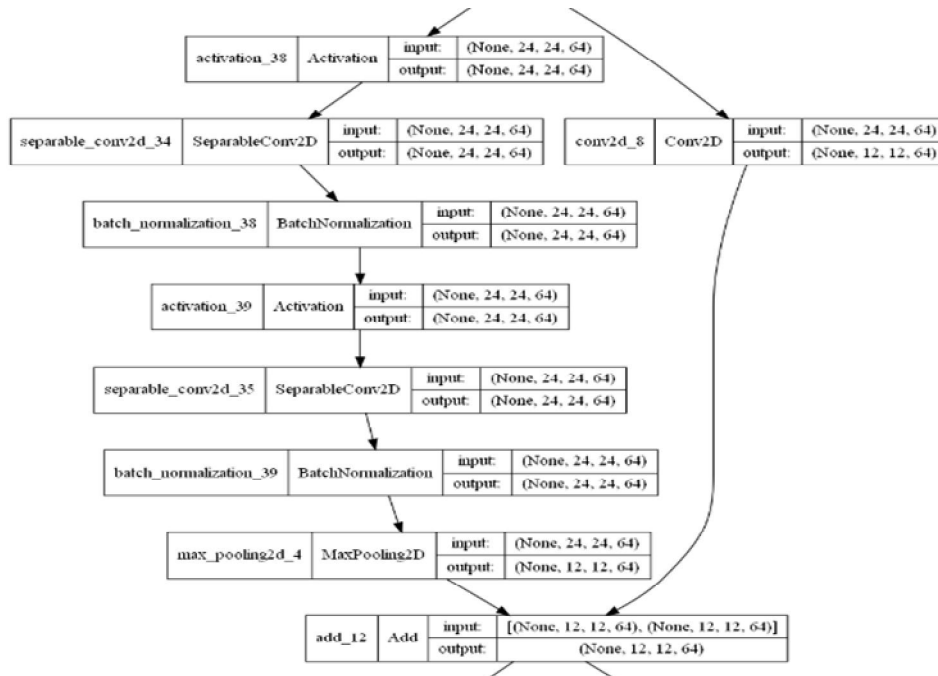 activation_38 Activation input: (None, 24, 24, 64)
output: (None, 24, 24, 64)
separable_conv2d_34 SeparableConv2D input: (None, 24, 24, 64)
output: (None, 24, 24, 64)
conv2d_8 Conv2D input: (None, 24, 24, 64)
output: (None, 12, 12, 64)
batch_normalization_38 BatchNormalization input: (None, 24, 24, 64)
output: (None, 24, 24, 64)
activation_39 Activation input: (None, 24, 24, 64)
output: (None, 24, 24, 64)
separable_conv2d_35 SeparableConv2D input: (None, 24, 24, 64)
output: (None, 24, 24, 64)
batch_normalization_39 BatchNormalization input: (None, 24, 24, 64)
output: (None, 24, 24, 64)
max_pooling2d_4 MaxPooling2D input: (None, 24, 24, 64)
output: (None, 12, 12, 64)
add_12 Add input: [(None, 12, 12, 64), (None, 12, 12, 64)]
output: (None, 12, 12, 64)